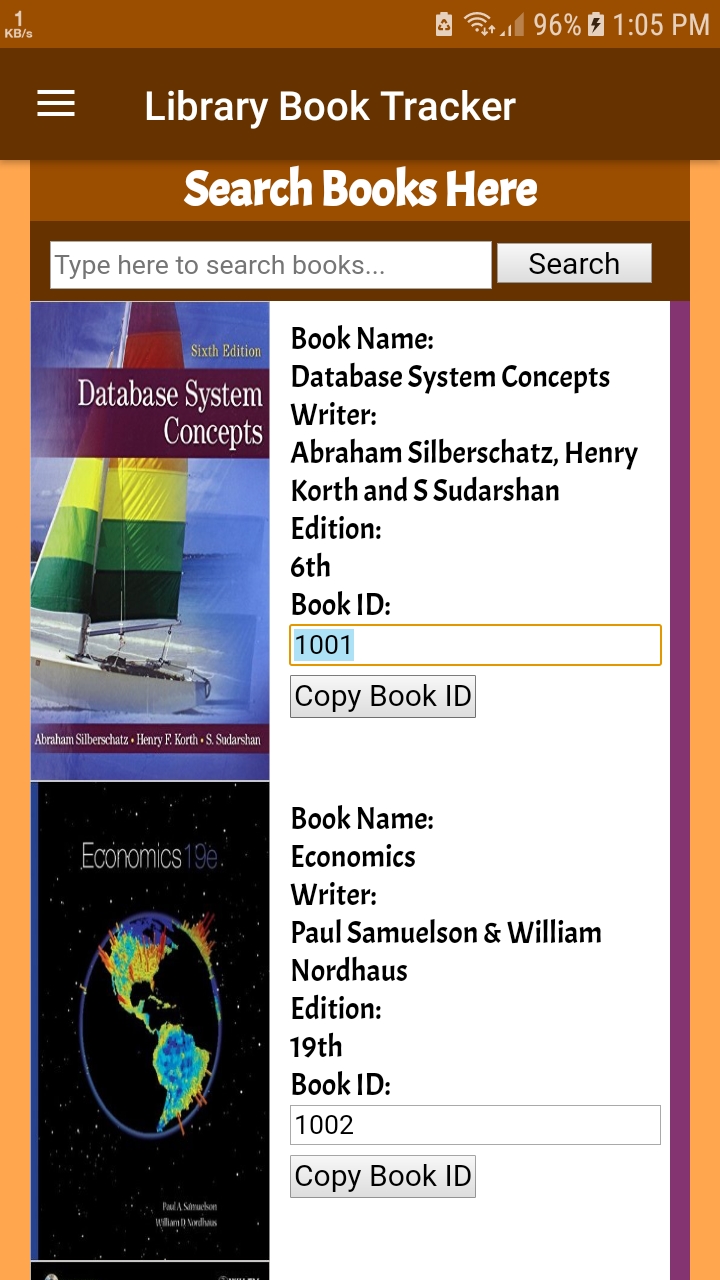 1
KB/s
96% 1:05 PM
Library Book Tracker
Search Books Here
Type here to search books...
Search
Sixth Edition
Database System
Concepts
Abraham Silberschatz • Henry F. Korth • S. Sudarshan
Book Name:
Database System Concepts
Writer:
Abraham Silberschatz, Henry
Korth and S Sudarshan
Edition:
6th
Book ID:
1001
Copy Book ID
Economics 19e
Paul A. Samuelson
William D. Nordhaus
Book Name:
Economics
Writer:
Paul Samuelson & William
Nordhaus
Edition:
19th
Book ID:
1002
Copy Book ID